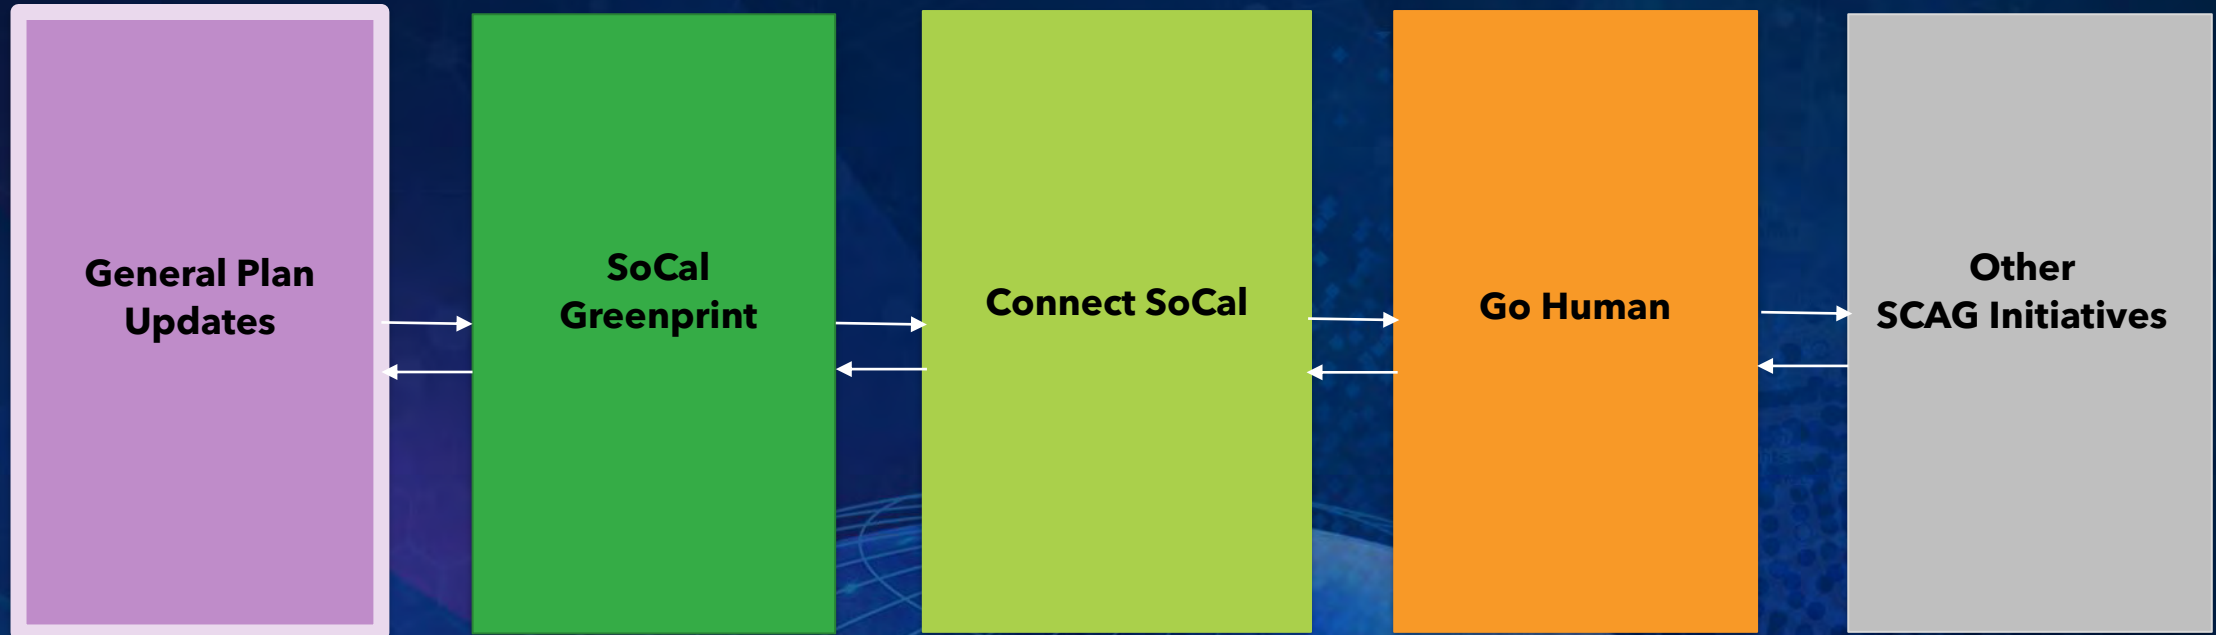 General Plan
Updates
SoCal
Greenprint
Connect SoCal
Go Human
Other
SCAG Initiatives